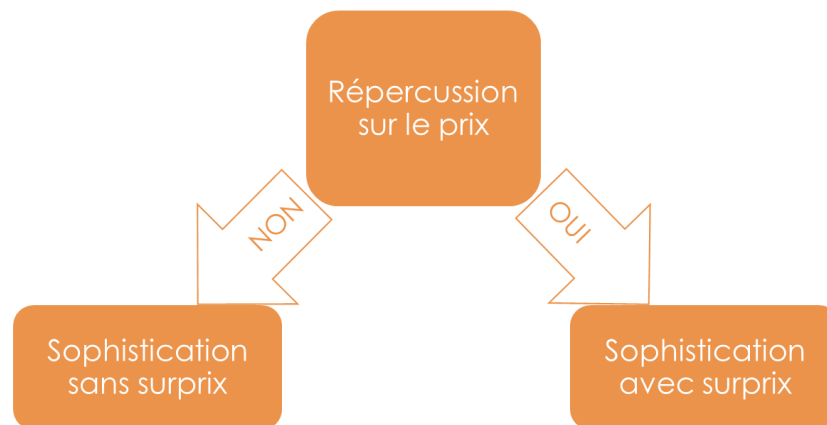 Répercussion
sur le prix
NON
OUI
Sophistication
sans surprix
Sophistication
avec surprix